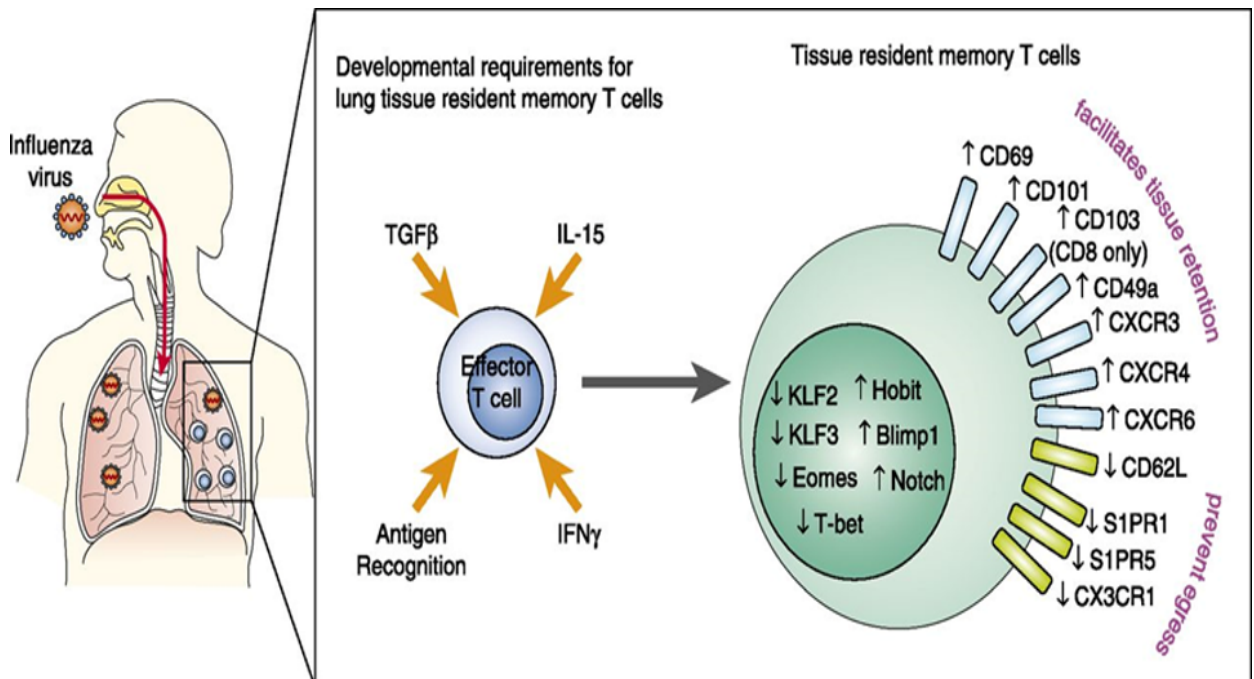 Influenza
virus
Developmental requirements for
lung tissue resident memory T cells
TGFβ
IL-15
Effector
T cell
Antigen
Recognition
IFNγ
Tissue resident memory T cells
↑ CD69
↑ CD101
↑ CD103
(CD8 only)
↑ CD49a
↑ CXCR3
↑ CXCR4
↑ CXCR6
↓ CD62L
↓ S1PR1
↓ S1PR5
↓ CX3CR1
facilitates tissue retention
prevent egress
↓ KLF2 ↑ Hobit
↓ KLF3 ↑ Blimp1
↓ Eomes ↑ Notch
↓ T-bet